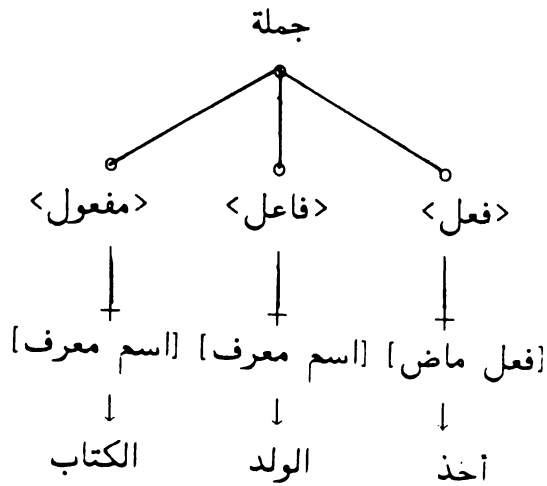 جملة
<فعل> <فاعل> <مفعول>
[فعل ماض] [اسم معرف] [اسم معرف]
أخذ الولد الكتاب